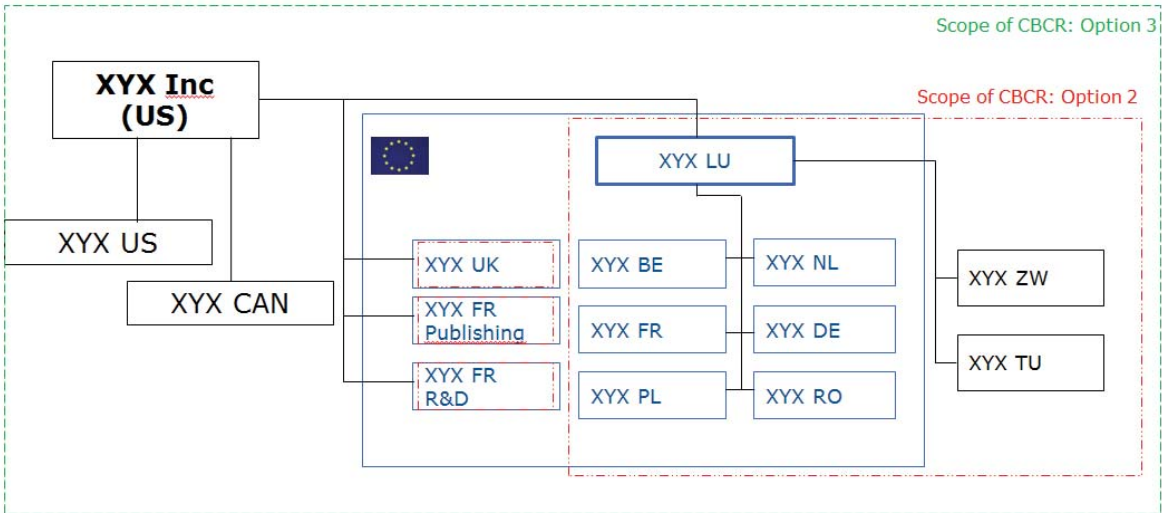 Scope of CBCR: Option 3
XYX Inc
(US)
Scope of CBCR: Option 2
XYX LU
XYX US
XYX UK
XYX BE
XYX NL
XYX ZW
XYX CAN
XYX FR
Publishing
XYX FR
XYX DE
XYX TU
XYX FR
R&D
XYX PL
XYX RO